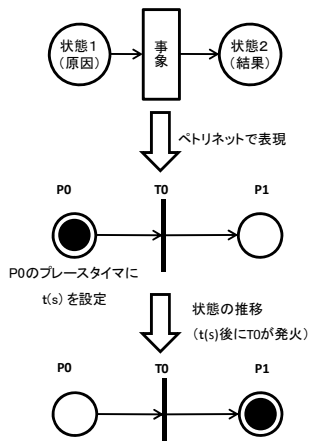 状態1
（原因）
事象
状態2
（結果）
ペトリネットで表現
P0
T0
P1
P0のプレースタイマに
t(s) を設定
状態の推移
（t(s)後にT0が発火）
P0
T0
P1